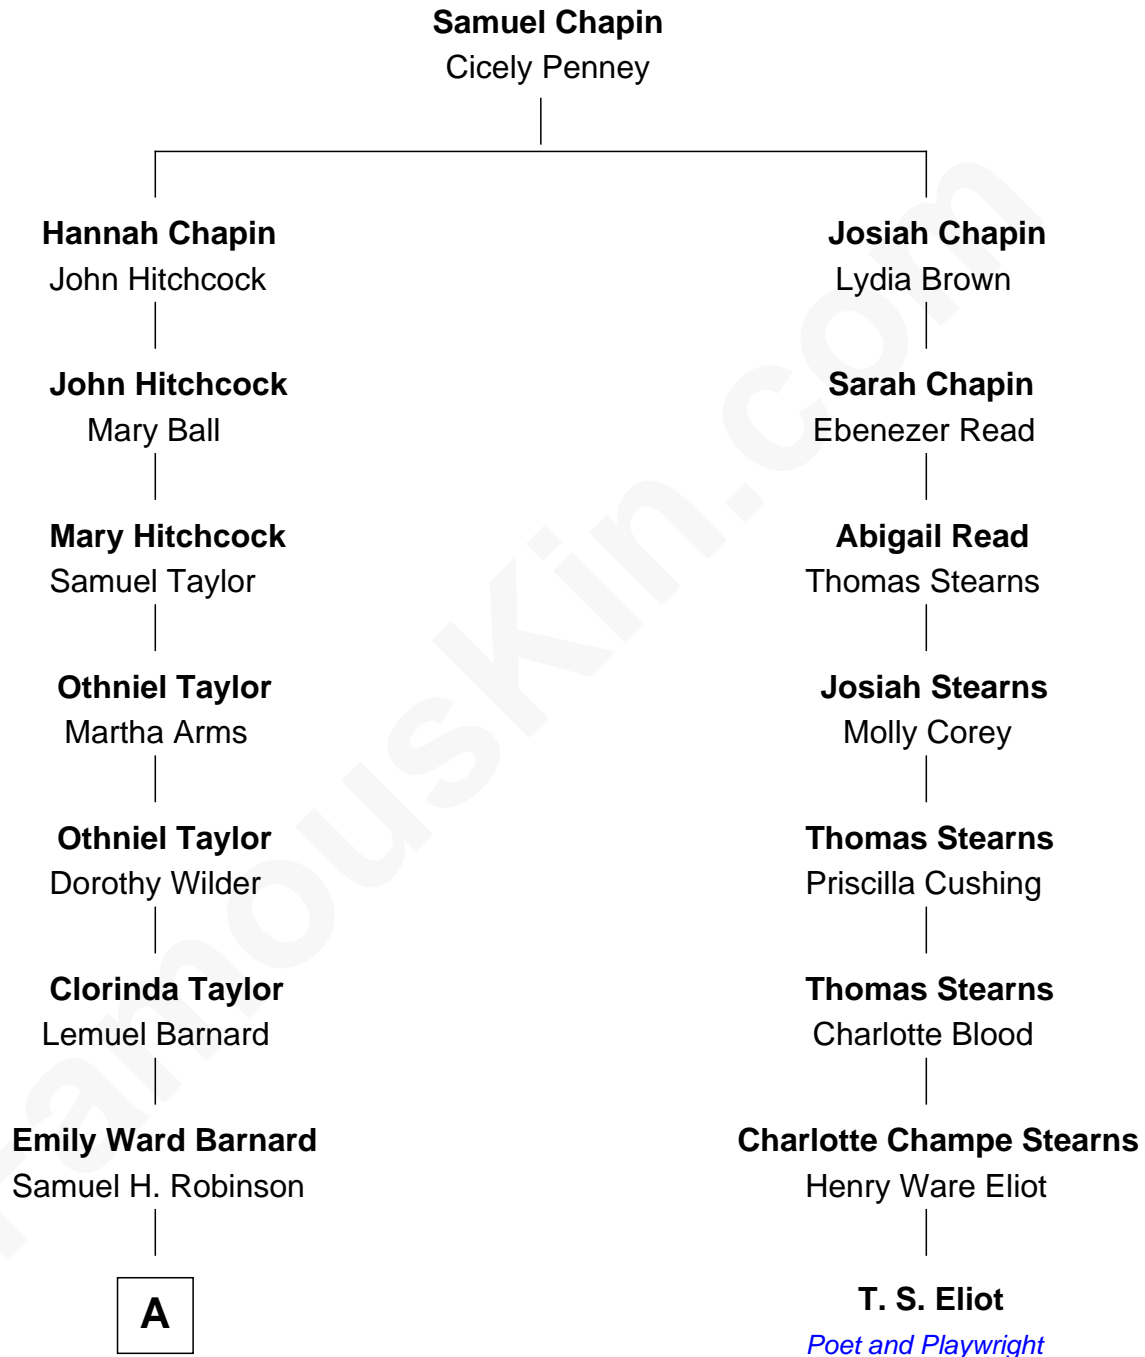 Samuel Chapin
Cicely Penney
Hannah Chapin
John Hitchcock
Josiah Chapin
Lydia Brown
John Hitchcock
Mary Ball
Sarah Chapin
Ebenezer Read
Mary Hitchcock
Samuel Taylor
Abigail Read
Thomas Stearns
Othniel Taylor
Martha Arms
Josiah Stearns
Molly Corey
Othniel Taylor
Dorothy Wilder
Thomas Stearns
Priscilla Cushing
Clorinda Taylor
Lemuel Barnard
Thomas Stearns
Charlotte Blood
Emily Ward Barnard
Samuel H. Robinson
Charlotte Champe Stearns
Henry Ware Eliot
A
T. S. Eliot
Poet and Playwright
FamousKin.com